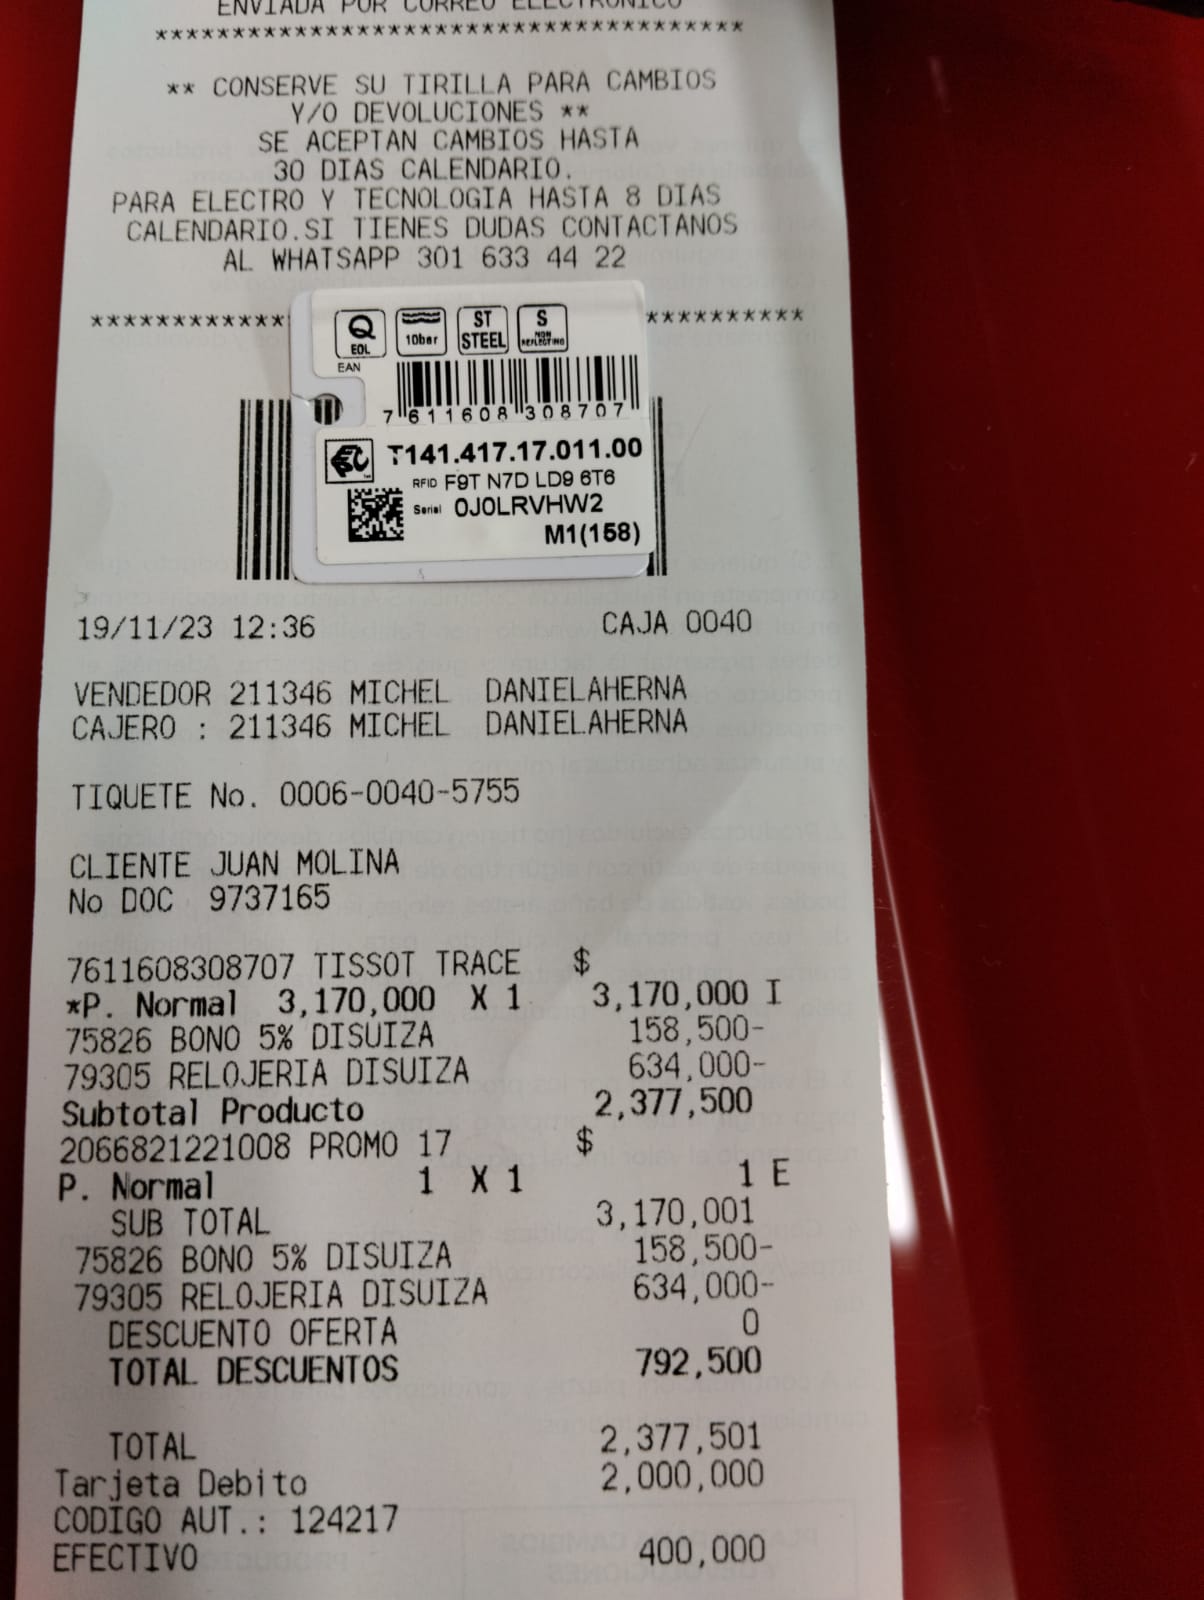 ENVIADA POR CORREO ELECTRONICO
** CONSERVE SU TIRILLA PARA CAMBIOS
Y/O DEVOLUCIONES **
SE ACEPTAN CAMBIOS HASTA
30 DIAS CALENDARIO.
PARA ELECTRO Y TECNOLOGIA HASTA 8 DIAS
CALENDARIO.SI TIENES DUDAS CONTACTANOS
AL WHATSAPP 301 633 44 22
Q EOL 10bar ST STEEL S NON REFLECTING
EAN
7 611608 308707
T141.417.17.011.00
RFID F9T N7D LD9 6T6
Serial 0J0LRVHW2
M1(158)
19/11/23 12:36 CAJA 0040
VENDEDOR 211346 MICHEL DANIELAHERNA
CAJERO : 211346 MICHEL DANIELAHERNA
TIQUETE No. 0006-0040-5755
CLIENTE JUAN MOLINA
No DOC 9737165
7611608308707 TISSOT TRACE $
*P. Normal 3,170,000 X 1 3,170,000 I
75826 BONO 5% DISUIZA 158,500-
79305 RELOJERIA DISUIZA 634,000-
Subtotal Producto 2,377,500
2066821221008 PROMO 17 $
P. Normal 1 X 1 1 E
SUB TOTAL 3,170,001
75826 BONO 5% DISUIZA 158,500-
79305 RELOJERIA DISUIZA 634,000-
DESCUENTO OFERTA 0
TOTAL DESCUENTOS 792,500
TOTAL 2,377,501
Tarjeta Debito 2,000,000
CODIGO AUT.: 124217
EFECTIVO 400,000